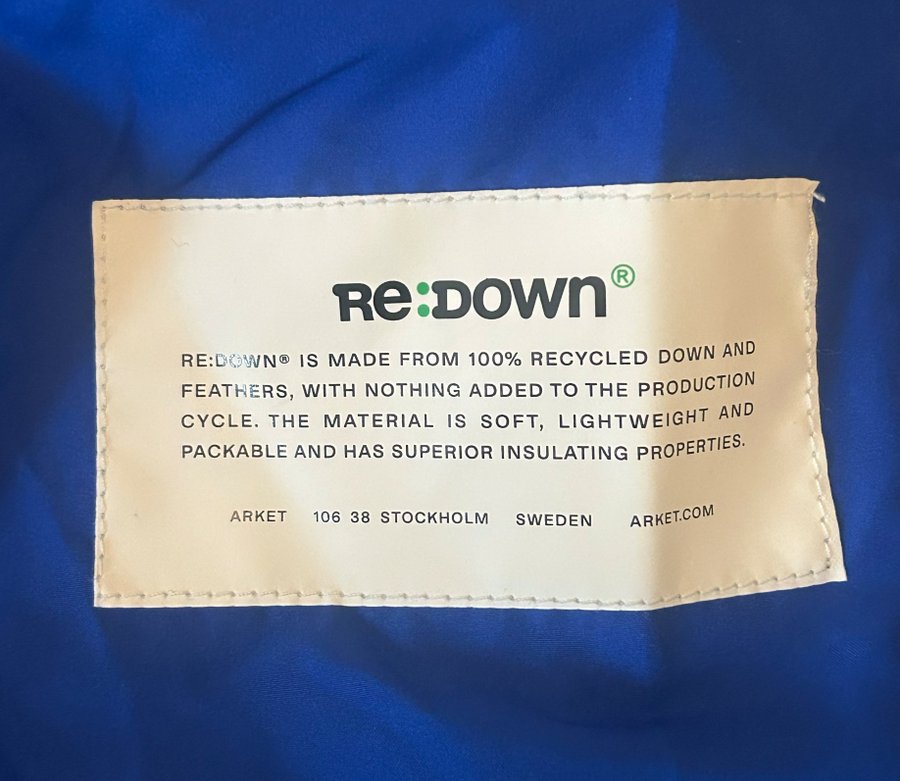 Re:DOWN®
RE:DOWN® IS MADE FROM 100% RECYCLED DOWN AND
FEATHERS, WITH NOTHING ADDED TO THE PRODUCTION
CYCLE. THE MATERIAL IS SOFT, LIGHTWEIGHT AND
PACKABLE AND HAS SUPERIOR INSULATING PROPERTIES.
ARKET 106 38 STOCKHOLM SWEDEN ARKET.COM